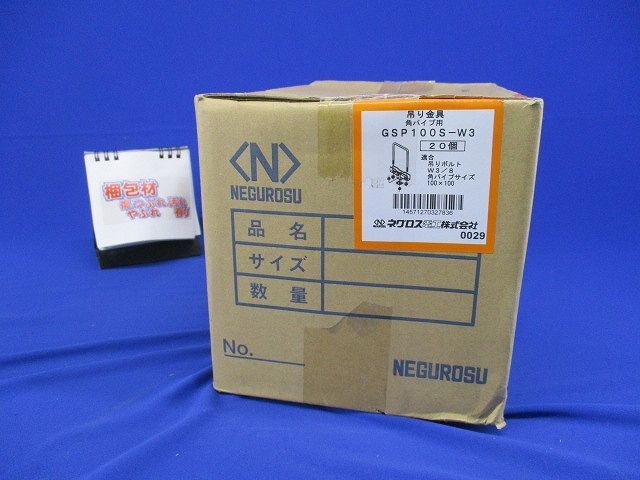 梱包材
やぶれ 有り
<N>
NEGUROSU
品名
サイズ
数量
No.
NEGUROSU
吊り金具
角パイプ用
GSP100S-W3
20個
適合
吊りボルト
W3/8
角パイプサイズ
100×100
14571270327836
ネグロス電工株式会社
0029